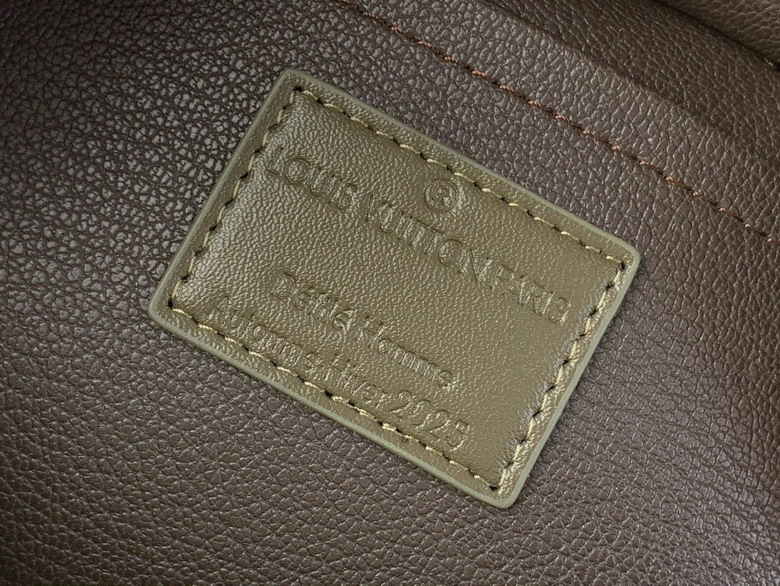 ®
LOUIS VUITTON PARIS
Défilé Homme
Automne-Hiver 2025